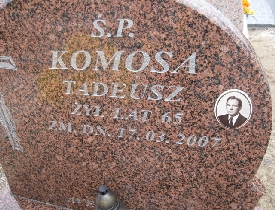 Ś.P.
KOMOSA
TADEUSZ
ŻYŁ LAT 65
ZM. DN. 17.03.2007